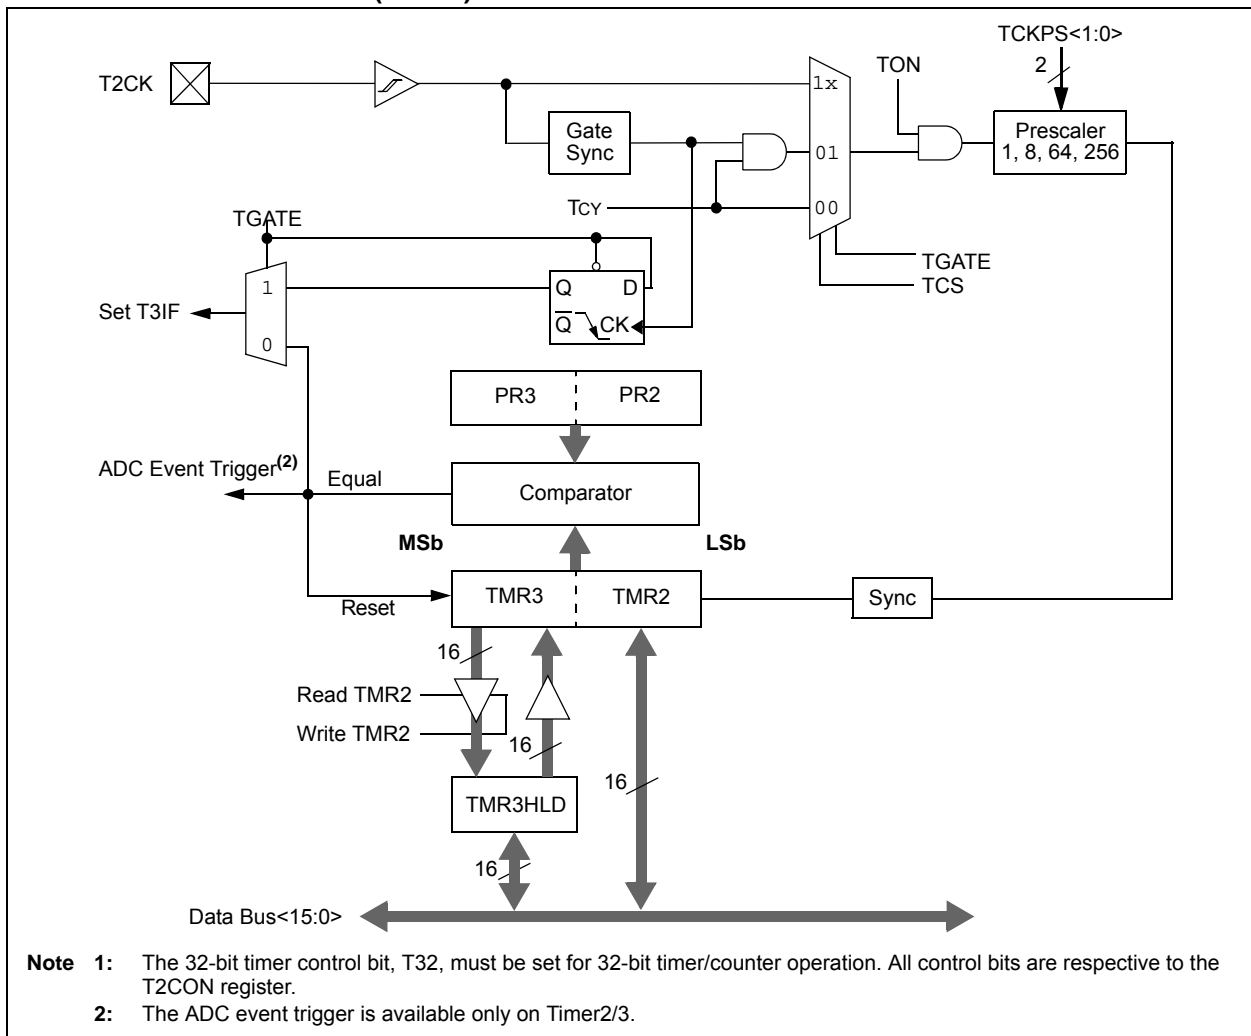 TCKPS<1:0>
2
TON
T2CK
1x
Gate
Sync
01
Prescaler
1, 8, 64, 256
TCY
00
TGATE
TGATE
TCS
1
Q
D
Set T3IF
Q
CK
0
PR3
PR2
ADC Event Trigger(2)
Equal
Comparator
MSb
LSb
TMR3
TMR2
Sync
Reset
16
Read TMR2
Write TMR2
16
16
TMR3HLD
16
Data Bus<15:0>
Note 1: The 32-bit timer control bit, T32, must be set for 32-bit timer/counter operation. All control bits are respective to the
T2CON register.
2: The ADC event trigger is available only on Timer2/3.